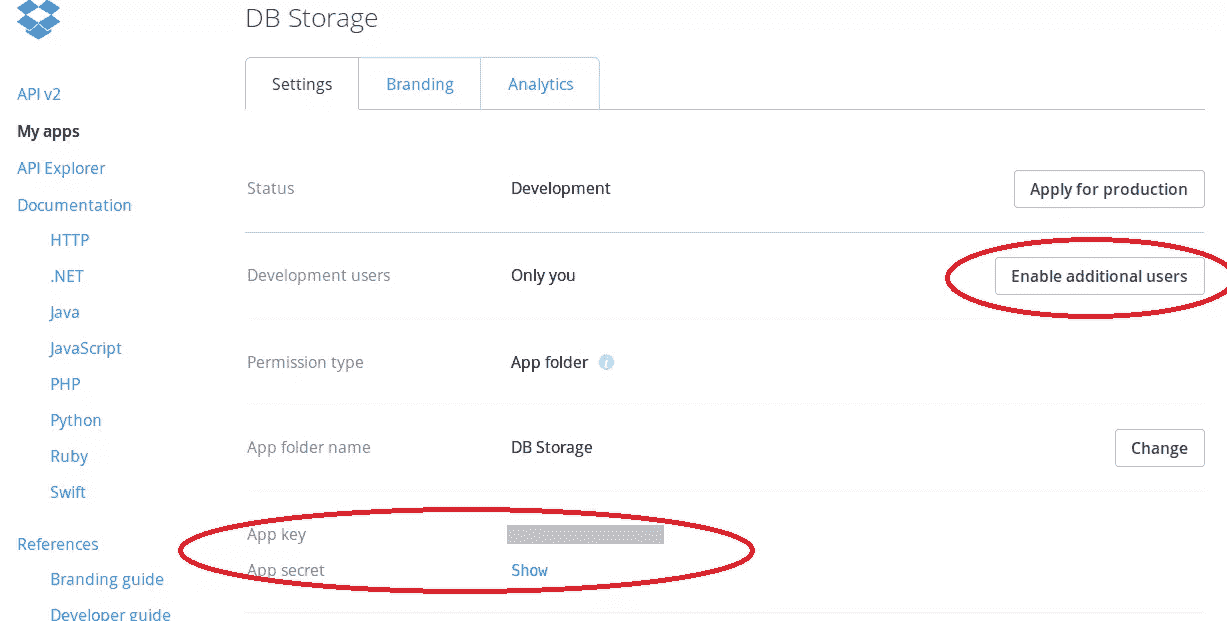 DB Storage
Settings
Branding
Analytics
API v2
My apps
API Explorer
Documentation
HTTP
.NET
Java
JavaScript
PHP
Python
Ruby
Swift
References
Branding guide
Developer guide
Status
Development
Apply for production
Development users
Only you
Enable additional users
Permission type
App folder
i
App folder name
DB Storage
Change
App key
App secret
Show